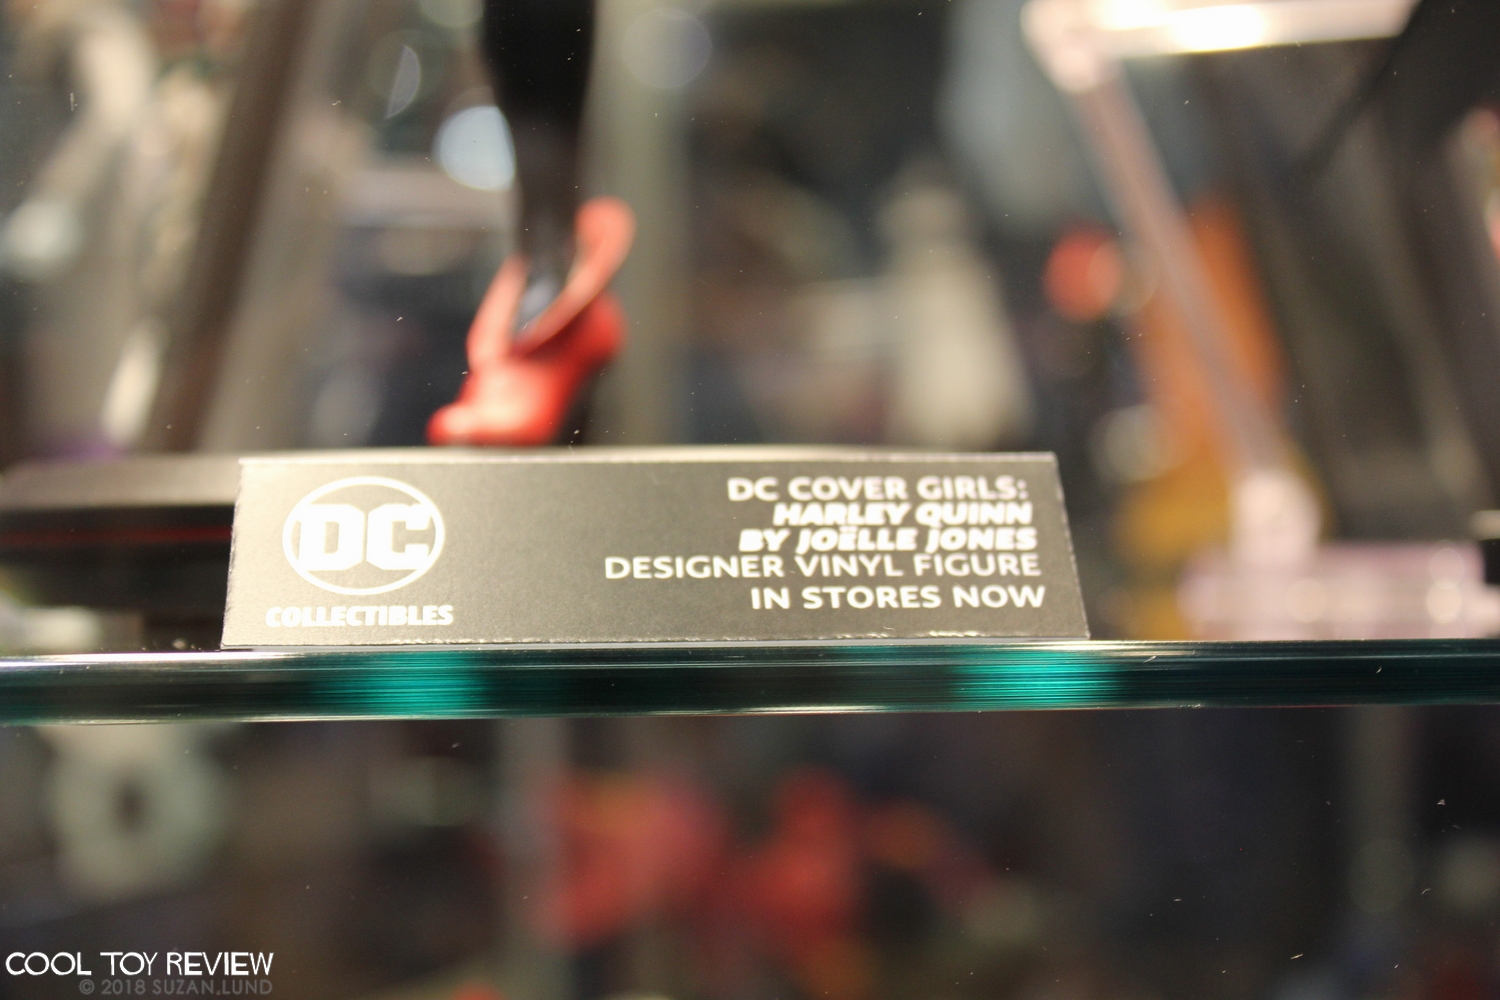 DC
COLLECTIBLES
DC COVER GIRLS:
HARLEY QUINN
BY JOËLLE JONES
DESIGNER VINYL FIGURE
IN STORES NOW
COOL TOY REVIEW
© 2018 SUZAN.LUND